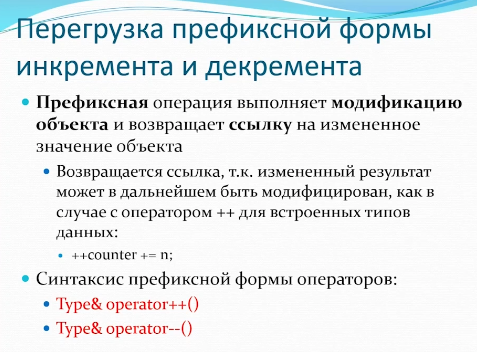 Перегрузка префиксной формы
инкремента и декремента
Префиксная операция выполняет модификацию
объекта и возвращает ссылку на измененное
значение объекта
Возвращается ссылка, т.к. измененный результат
может в дальнейшем быть модифицирован, как в
случае с оператором ++ для встроенных типов
данных:
++counter += n;
Синтаксис префиксной формы операторов:
Type& operator++()
Type& operator--()